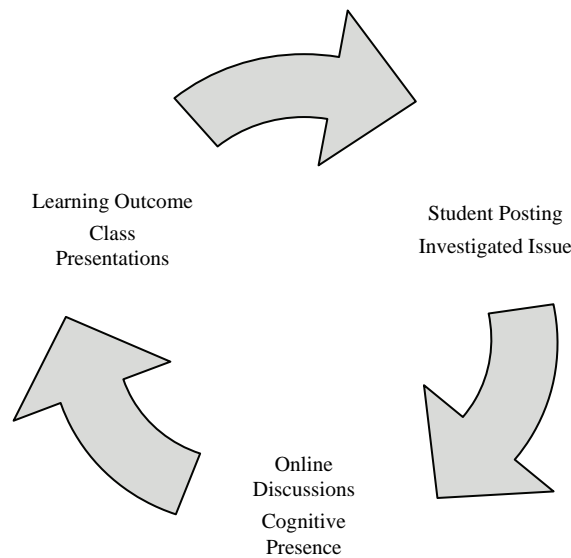 Learning Outcome
Class
Presentations
Student Posting
Investigated Issue
Online
Discussions
Cognitive
Presence